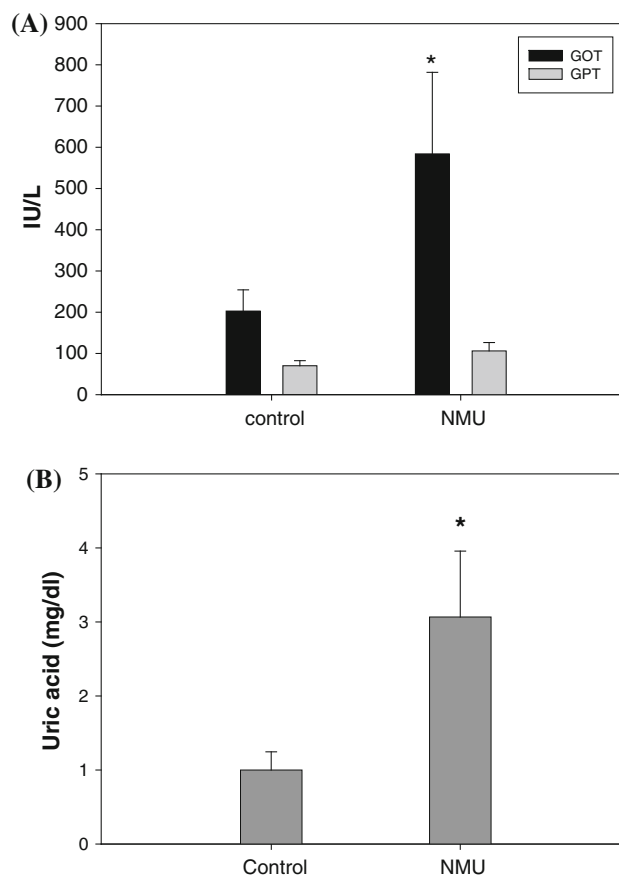 (A)
900
800
700
600
500
400
300
200
100
0
IU/L
*
GOT
GPT
control NMU
(B)
5
4
3
2
1
0
Uric acid (mg/dl)
*
Control NMU